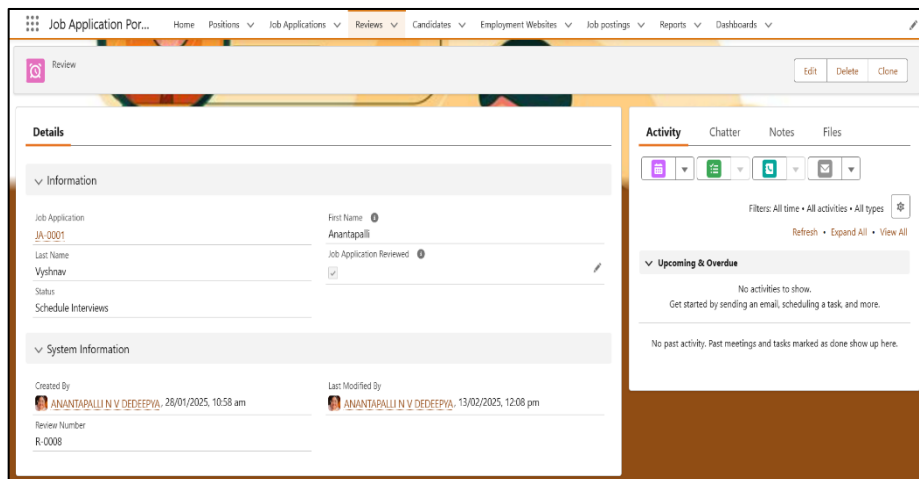 Job Application Por... Home Positions Job Applications Reviews Candidates Employment Websites Job postings Reports Dashboards
Review
Edit Delete Clone
Details
Information
Job Application
JA-0001
First Name
Anantapalli
Last Name
Vyshnav
Job Application Reviewed
Status
Schedule Interviews
System Information
Created By
ANANTAPALLI N V DEDEEPYA, 28/01/2025, 10:58 am
Last Modified By
ANANTAPALLI N V DEDEEPYA, 13/02/2025, 12:08 pm
Review Number
R-0008
Activity Chatter Notes Files
Filters: All time • All activities • All types
Refresh • Expand All • View All
Upcoming & Overdue
No activities to show.
Get started by sending an email, scheduling a task, and more.
No past activity. Past meetings and tasks marked as done show up here.